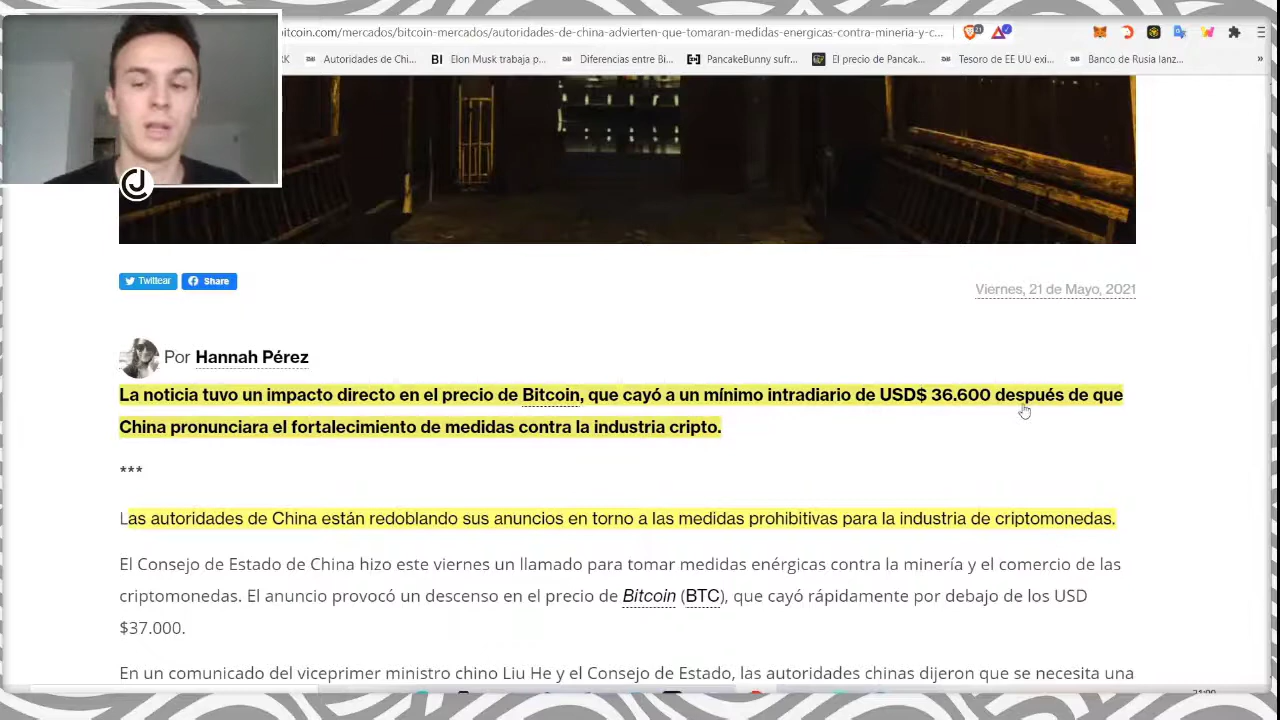 itcoin.com/mercados/bitcoin-mercados/autoridades-de-china-advierten-que-tomaran-medidas-energicas-contra-mineria-y-c...
Autoridades de Chi... BI Elon Musk trabaja p... Diferencias entre Bi... PancakeBunny sufr... El precio de Pancak... Tesoro de EE UU exi... Banco de Rusia lanz... »
Twittear Share
Viernes, 21 de Mayo, 2021
Por Hannah Pérez
La noticia tuvo un impacto directo en el precio de Bitcoin, que cayó a un mínimo intradiario de USD$ 36.600 después de que
China pronunciara el fortalecimiento de medidas contra la industria cripto.
***
Las autoridades de China están redoblando sus anuncios en torno a las medidas prohibitivas para la industria de criptomonedas.
El Consejo de Estado de China hizo este viernes un llamado para tomar medidas enérgicas contra la minería y el comercio de las
criptomonedas. El anuncio provocó un descenso en el precio de Bitcoin (BTC), que cayó rápidamente por debajo de los USD
$37.000.
En un comunicado del viceprimer ministro chino Liu He y el Consejo de Estado, las autoridades chinas dijeron que se necesita una